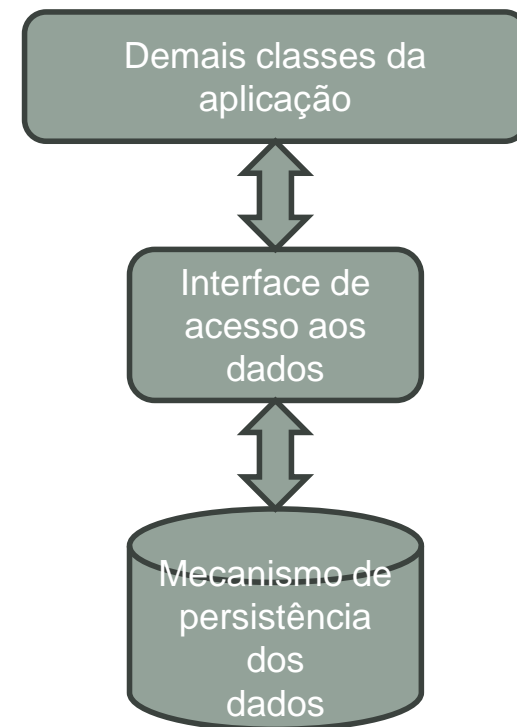 Demais classes da
aplicação
Interface de
acesso aos
dados
Mecanismo de
persistência
dos
dados